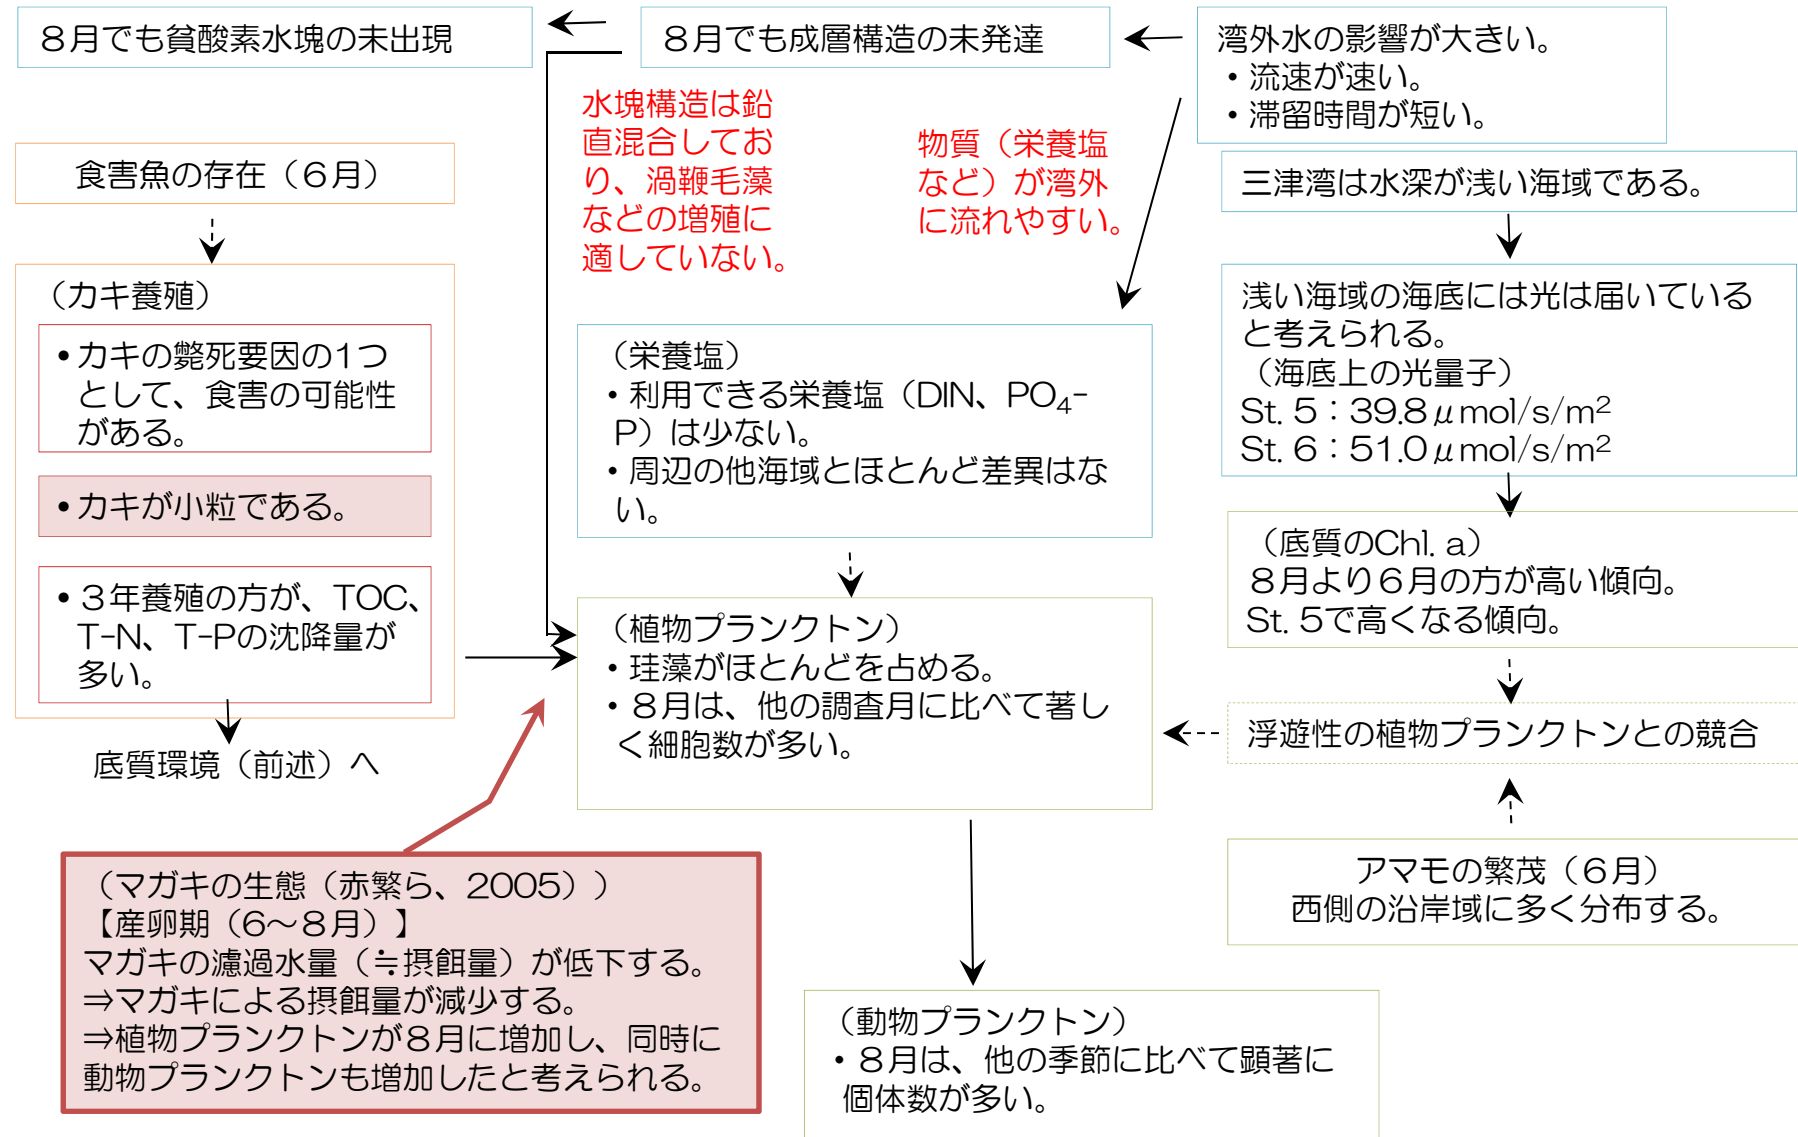 ８月でも貧酸素水塊の未出現
８月でも成層構造の未発達
湾外水の影響が大きい。
・流速が速い。
・滞留時間が短い。
水塊構造は鉛
直混合してお
り、渦鞭毛藻
などの増殖に
適していない。
物質（栄養塩
など）が湾外
に流れやすい。
食害魚の存在（６月）
三津湾は水深が浅い海域である。
（カキ養殖）
•カキの斃死要因の1つ
として、食害の可能性
がある。
•カキが小粒である。
•３年養殖の方が、TOC、
T-N、T-Pの沈降量が
多い。
底質環境（前述）へ
（栄養塩）
・利用できる栄養塩（DIN、PO₄-
P）は少ない。
・周辺の他海域とほとんど差異はな
い。
浅い海域の海底には光は届いている
と考えられる。
（海底上の光量子）
St. 5：39.8μmol/s/m²
St. 6：51.0μmol/s/m²
（底質のChl. a）
８月より６月の方が高い傾向。
St. 5で高くなる傾向。
（植物プランクトン）
・珪藻がほとんどを占める。
・８月は、他の調査月に比べて著し
く細胞数が多い。
浮遊性の植物プランクトンとの競合
アマモの繁茂（６月）
西側の沿岸域に多く分布する。
（マガキの生態（赤繁ら、2005））
【産卵期（6～８月）】
マガキの濾過水量（≒摂餌量）が低下する。
⇒マガキによる摂餌量が減少する。
⇒植物プランクトンが８月に増加し、同時に
動物プランクトンも増加したと考えられる。
（動物プランクトン）
・８月は、他の季節に比べて顕著に
個体数が多い。